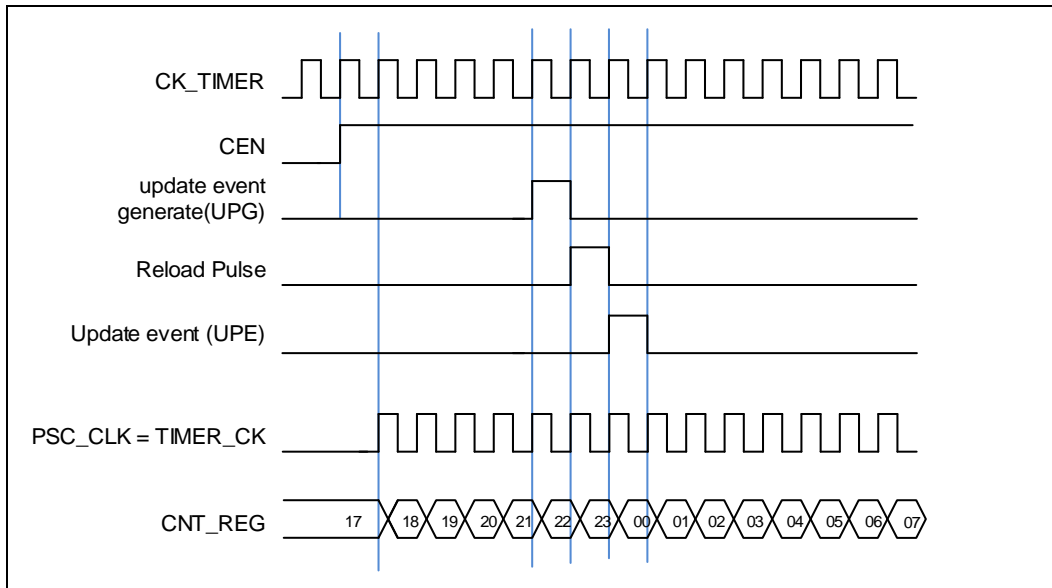 CK_TIMER
CEN
update event
generate(UPG)
Reload Pulse
Update event (UPE)
PSC_CLK = TIMER_CK
CNT_REG 17 18 19 20 21 22 23 00 01 02 03 04 05 06 07